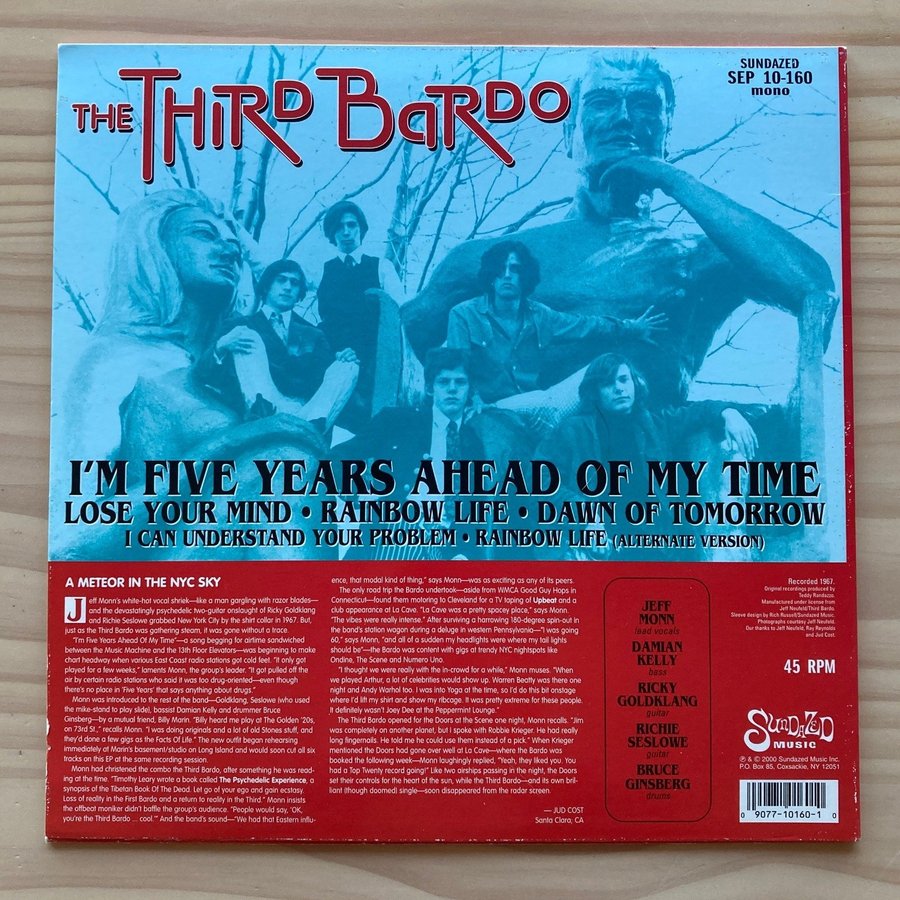 THE THIRD BARDO
SUNDAZED
SEP 10-160
mono
I'M FIVE YEARS AHEAD OF MY TIME
LOSE YOUR MIND • RAINBOW LIFE • DAWN OF TOMORROW
I CAN UNDERSTAND YOUR PROBLEM • RAINBOW LIFE (ALTERNATE VERSION)
A METEOR IN THE NYC SKY
Jeff Monn's white-hot vocal shriek—like a man gargling with razor blades—
and the devastatingly psychedelic two-guitar onslaught of Ricky Goldklang
and Richie Seslowe grabbed New York City by the shirt collar in 1967. But,
just as the Third Bardo was gathering steam, it was gone without a trace.
"I'm Five Years Ahead Of My Time"—a song begging for airtime sandwiched
between the Music Machine and the 13th Floor Elevators—was beginning to make
chart headway when various East Coast radio stations got cold feet. "It only got
played for a few weeks," laments Monn, the group's leader. "It got pulled off the
air by certain radio stations who said it was too drug-oriented—even though
there's no place in 'Five Years' that says anything about drugs."
Monn was introduced to the rest of the band—Goldklang, Seslowe (who used
the mike-stand to play slide), bassist Damian Kelly and drummer Bruce
Ginsberg—by a mutual friend, Billy Marin. "Billy heard me play at The Golden '20s,
on 73rd St," recalls Monn. "I was doing originals and a lot of old Stones stuff, and
they'd done a few gigs as the Facts Of Life." The new outfit began rehearsing
immediately at Marin's basement/studio on Long Island and would soon cut all six
tracks on this EP at the same recording session.
Monn had christened the combo the Third Bardo, after something he was read-
ing at the time. "Timothy Leary wrote a book called The Psychedelic Experience, a
synopsis of the Tibetan Book Of The Dead. Let go of your ego and gain ecstasy.
Loss of reality in the First Bardo and a return to reality in the Third." Monn insists
the offbeat moniker didn't baffle the group's audience. "People would say, 'OK,
you're the Third Bardo ... cool.'" And the band's sound—"We had that Eastern influ-
ence, that modal kind of thing," says Monn—was as exciting as any of its peers.
The only road trip the Bardo undertook—aside from WMCA Good Guy Hops in
Connecticut—found them motoring to Cleveland for a TV taping of Upbeat and a
club appearance at La Cave. "La Cave was a pretty spacey place," says Monn.
"The vibes were really intense." After surviving a harrowing 180-degree spin-out in
the band's station wagon during a deluge in western Pennsylvania—"I was going
60," says Monn, "and all of a sudden my headlights were where my tail lights
should be"—the Bardo was content with gigs at trendy NYC nightspots like
Ondine, The Scene and Numero Uno.
"I thought we were really with the in-crowd for a while," Monn muses. "When
we played Arthur, a lot of celebrities would show up. Warren Beatty was there one
night and Andy Warhol too. I was into Yoga at the time, so I'd do this bit onstage
where I'd lift my shirt and show my ribcage. It was pretty extreme for these people.
It definitely wasn't Joey Dee at the Peppermint Lounge."
The Third Bardo opened for the Doors at the Scene one night, Monn recalls. "Jim
was completely on another planet, but I spoke with Robbie Krieger. He had really
long fingernails. He told me he could use them instead of a pick." When Krieger
mentioned the Doors had gone over well at La Cave—where the Bardo was
booked the following week—Monn laughingly replied, "Yeah, they liked you. You
had a Top Twenty record going!" Like two airships passing in the night, the Doors
set their controls for the heart of the sun, while the Third Bardo—and its own bril-
liant (though doomed) single—soon disappeared from the radar screen.
— JUD COST
Santa Clara, CA
JEFF
MONN
lead vocals
DAMIAN
KELLY
bass
RICKY
GOLDKLANG
guitar
RICHIE
SESLOWE
guitar
BRUCE
GINSBERG
drums
Recorded 1967.
Original recordings produced by
Teddy Randazzo.
Manufactured under license from
Jeff Neufeld/Third Bardo.
Sleeve design by Rich Russell/Sundazed Music.
Photographs courtesy Jeff Neufeld.
Our thanks to Jeff Neufeld, Ray Reynolds
and Jud Cost.
45 RPM
SUNDAZED
MUSIC
℗ & © 2000 Sundazed Music Inc.
P.O. Box 85, Coxsackie, NY 12051
0 9077-10160-1 0